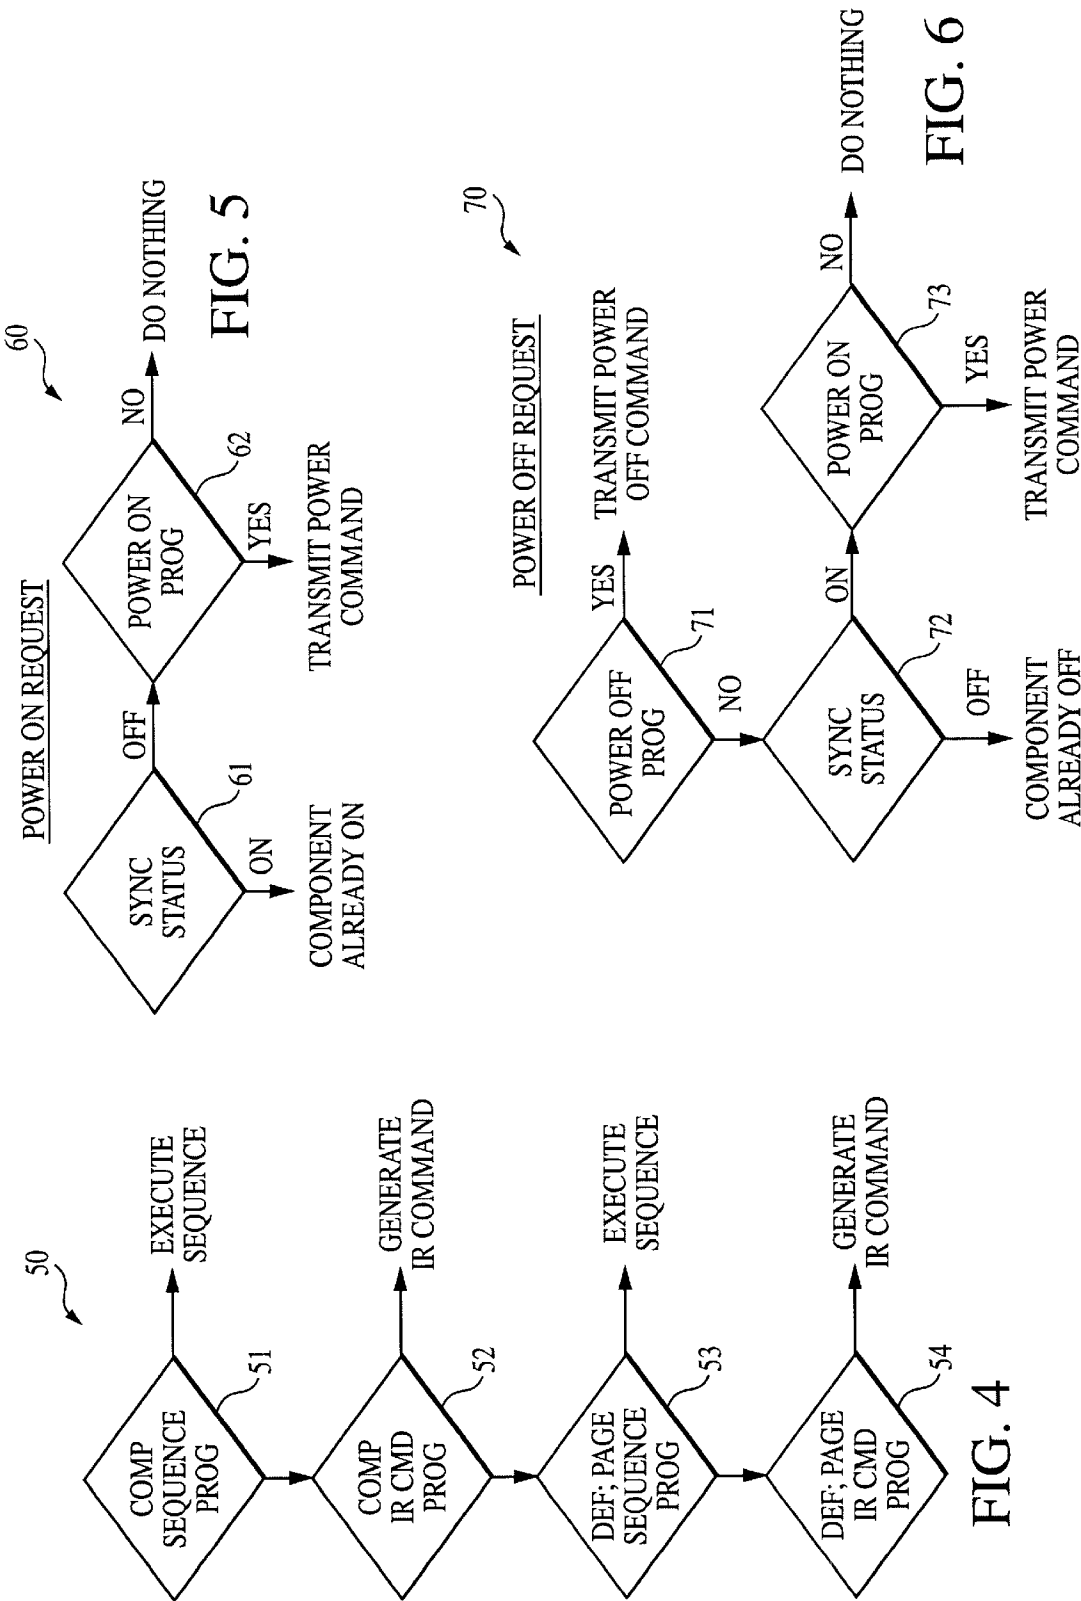 50
COMP
SEQUENCE
PROG
51
EXECUTE
SEQUENCE
COMP
IR CMD
PROG
52
GENERATE
IR COMMAND
DEF; PAGE
SEQUENCE
PROG
53
EXECUTE
SEQUENCE
DEF; PAGE
IR CMD
PROG
54
GENERATE
IR COMMAND
FIG. 4
POWER ON REQUEST
60
SYNC
STATUS
61
OFF
ON
COMPONENT
ALREADY ON
POWER ON
PROG
62
NO
DO NOTHING
YES
TRANSMIT POWER
COMMAND
FIG. 5
POWER OFF REQUEST
70
POWER OFF
PROG
71
YES
TRANSMIT POWER
OFF COMMAND
NO
SYNC
STATUS
72
ON
OFF
COMPONENT
ALREADY OFF
POWER ON
PROG
73
NO
DO NOTHING
YES
TRANSMIT POWER
COMMAND
FIG. 6